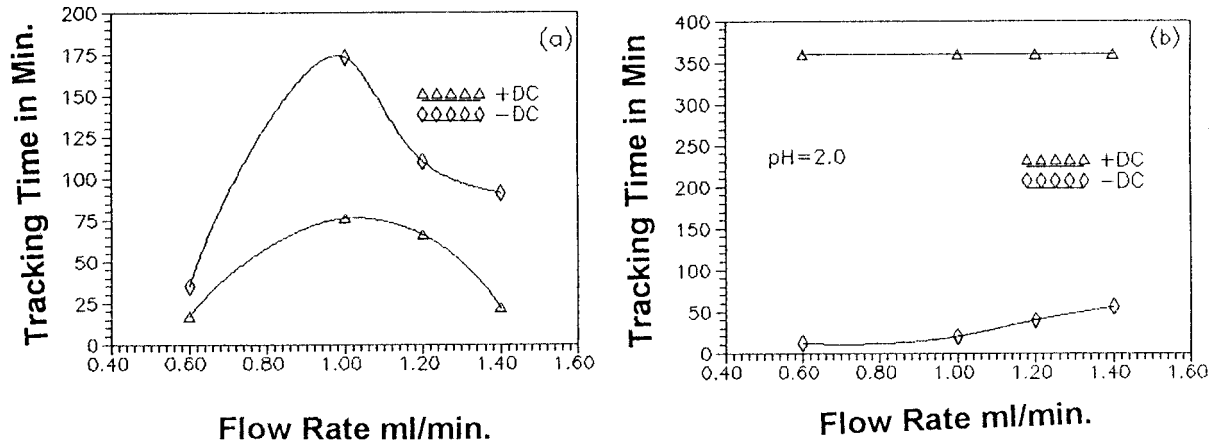 (a)
Tracking Time in Min.
200
175
150
125
100
75
50
25
0
+DC
-DC
0.40 0.60 0.80 1.00 1.20 1.40 1.60
Flow Rate ml/min.
(b)
Tracking Time in Min
400
350
300
250
200
150
100
50
0
pH=2.0
+DC
-DC
0.40 0.60 0.80 1.00 1.20 1.40 1.60
Flow Rate ml/min.